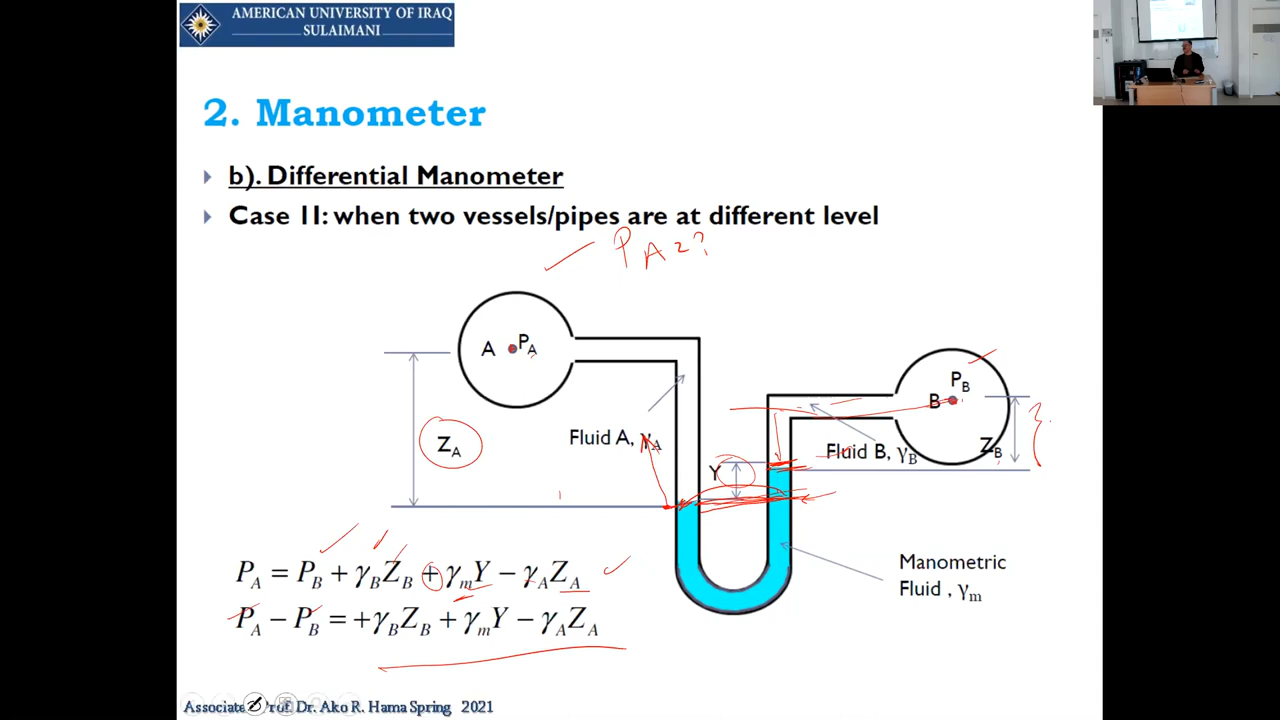 AMERICAN UNIVERSITY OF IRAQ
SULAIMANI
2. Manometer
b). Differential Manometer
Case 1I: when two vessels/pipes are at different level
P_A = ?
A P_A
P_B
B
Z_A
Fluid A, γ_A
Y
Fluid B, γ_B
Z_B
Manometric
Fluid , γ_m
P_A = P_B + γ_B Z_B + γ_m Y − γ_A Z_A
P_A − P_B = +γ_B Z_B + γ_m Y − γ_A Z_A
Prof. Dr. Ako R. Hama Spring 2021